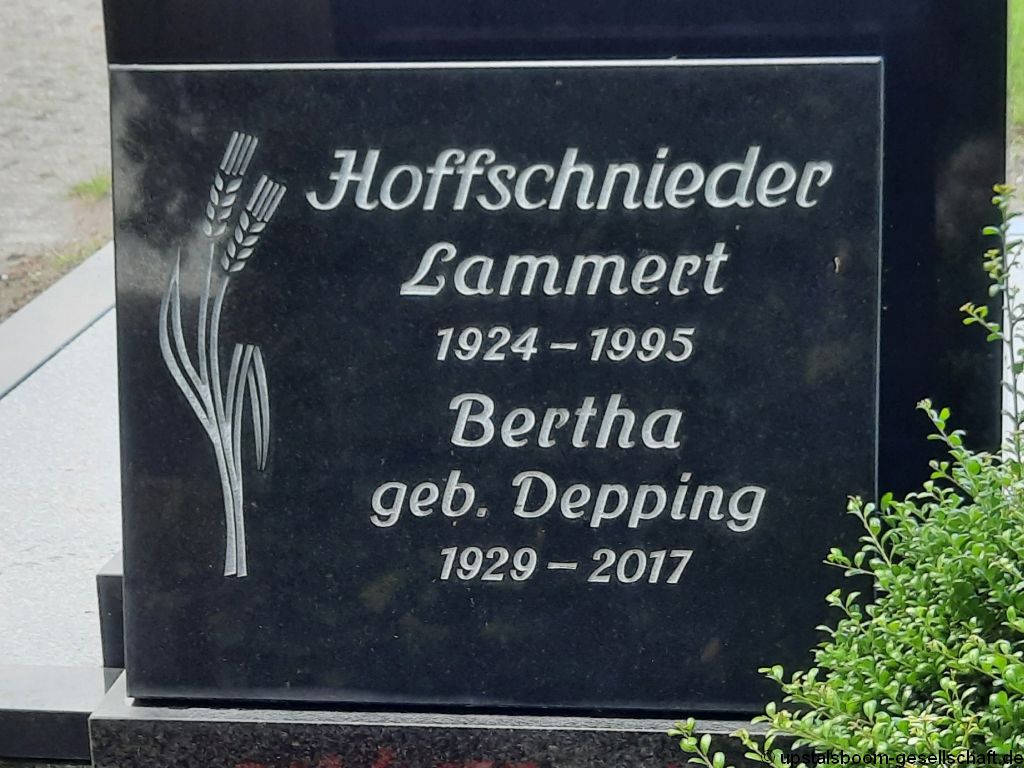 Hoffschnieder
Lammert
1924 – 1995
Bertha
geb. Depping
1929 – 2017
© upstalsboom-gesellschaft.de